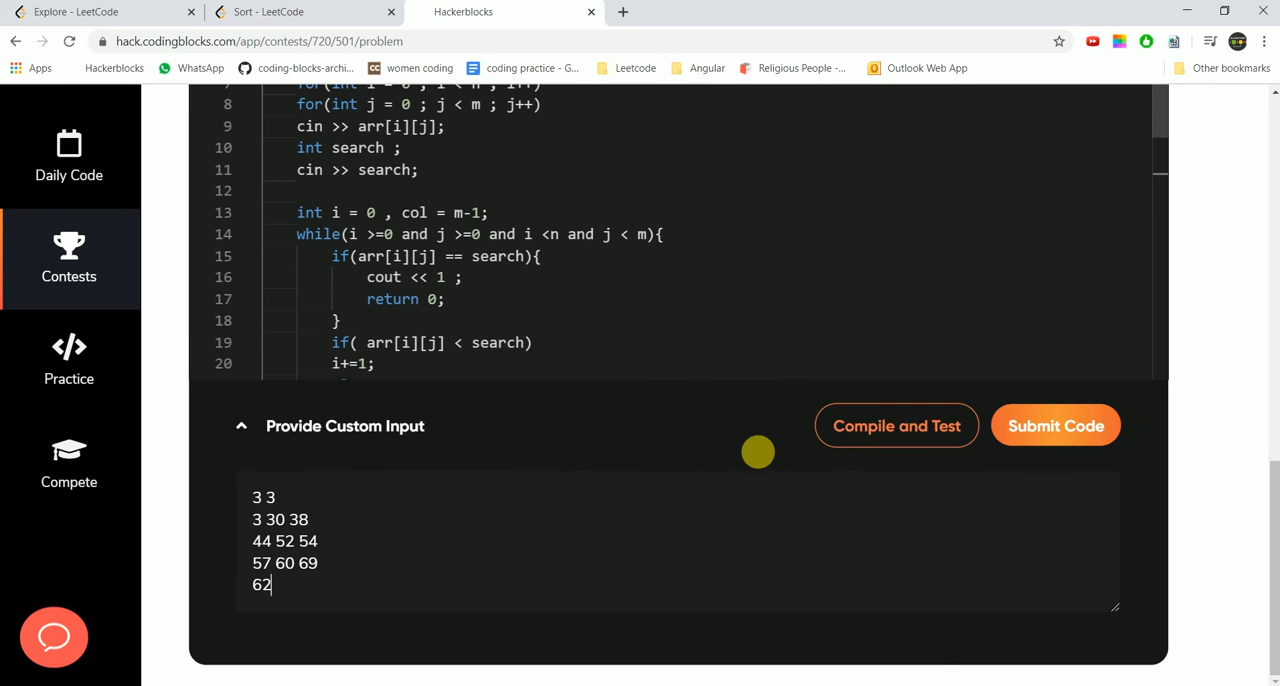 Explore - LeetCode
Sort - LeetCode
Hackerblocks
hack.codingblocks.com/app/contests/720/501/problem
Apps
Hackerblocks
WhatsApp
coding-blocks-archi...
women coding
coding practice - G...
Leetcode
Angular
Religious People -...
Outlook Web App
Other bookmarks
Daily Code
Contests
Practice
Compete
7 for(int i = 0 ; i < n ; i++)
8 for(int j = 0 ; j < m ; j++)
9 cin >> arr[i][j];
10 int search ;
11 cin >> search;
12
13 int i = 0 , col = m-1;
14 while(i >=0 and j >=0 and i <n and j < m){
15 if(arr[i][j] == search){
16 cout << 1 ;
17 return 0;
18 }
19 if( arr[i][j] < search)
20 i+=1;
Provide Custom Input
Compile and Test
Submit Code
3 3
3 30 38
44 52 54
57 60 69
62